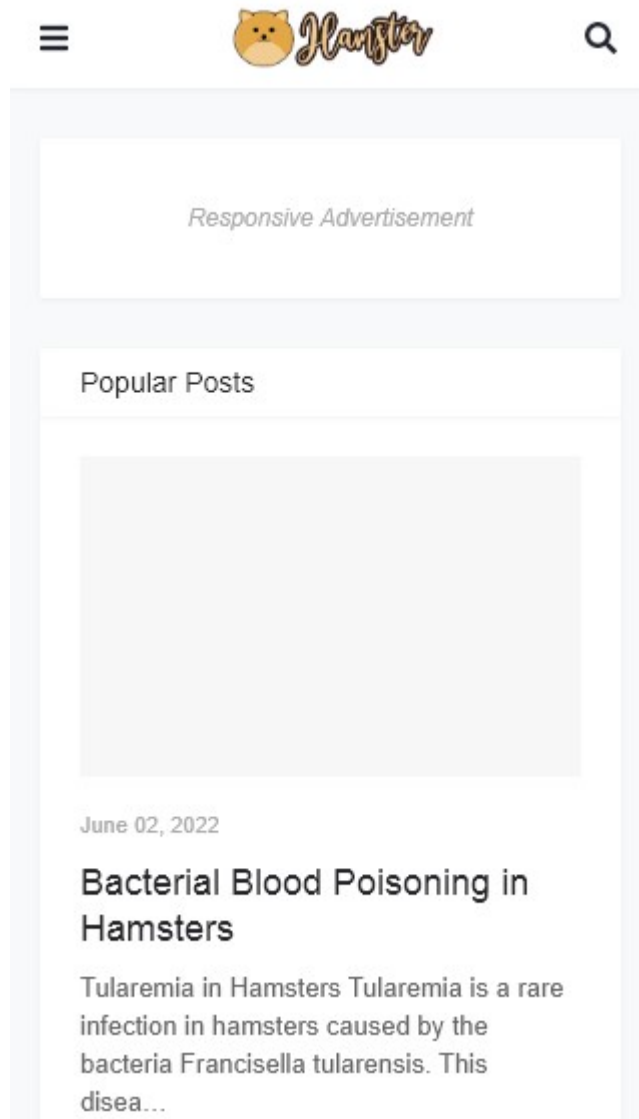 Hamster
Responsive Advertisement
Popular Posts
June 02, 2022
Bacterial Blood Poisoning in
Hamsters
Tularemia in Hamsters Tularemia is a rare
infection in hamsters caused by the
bacteria Francisella tularensis. This
disea...